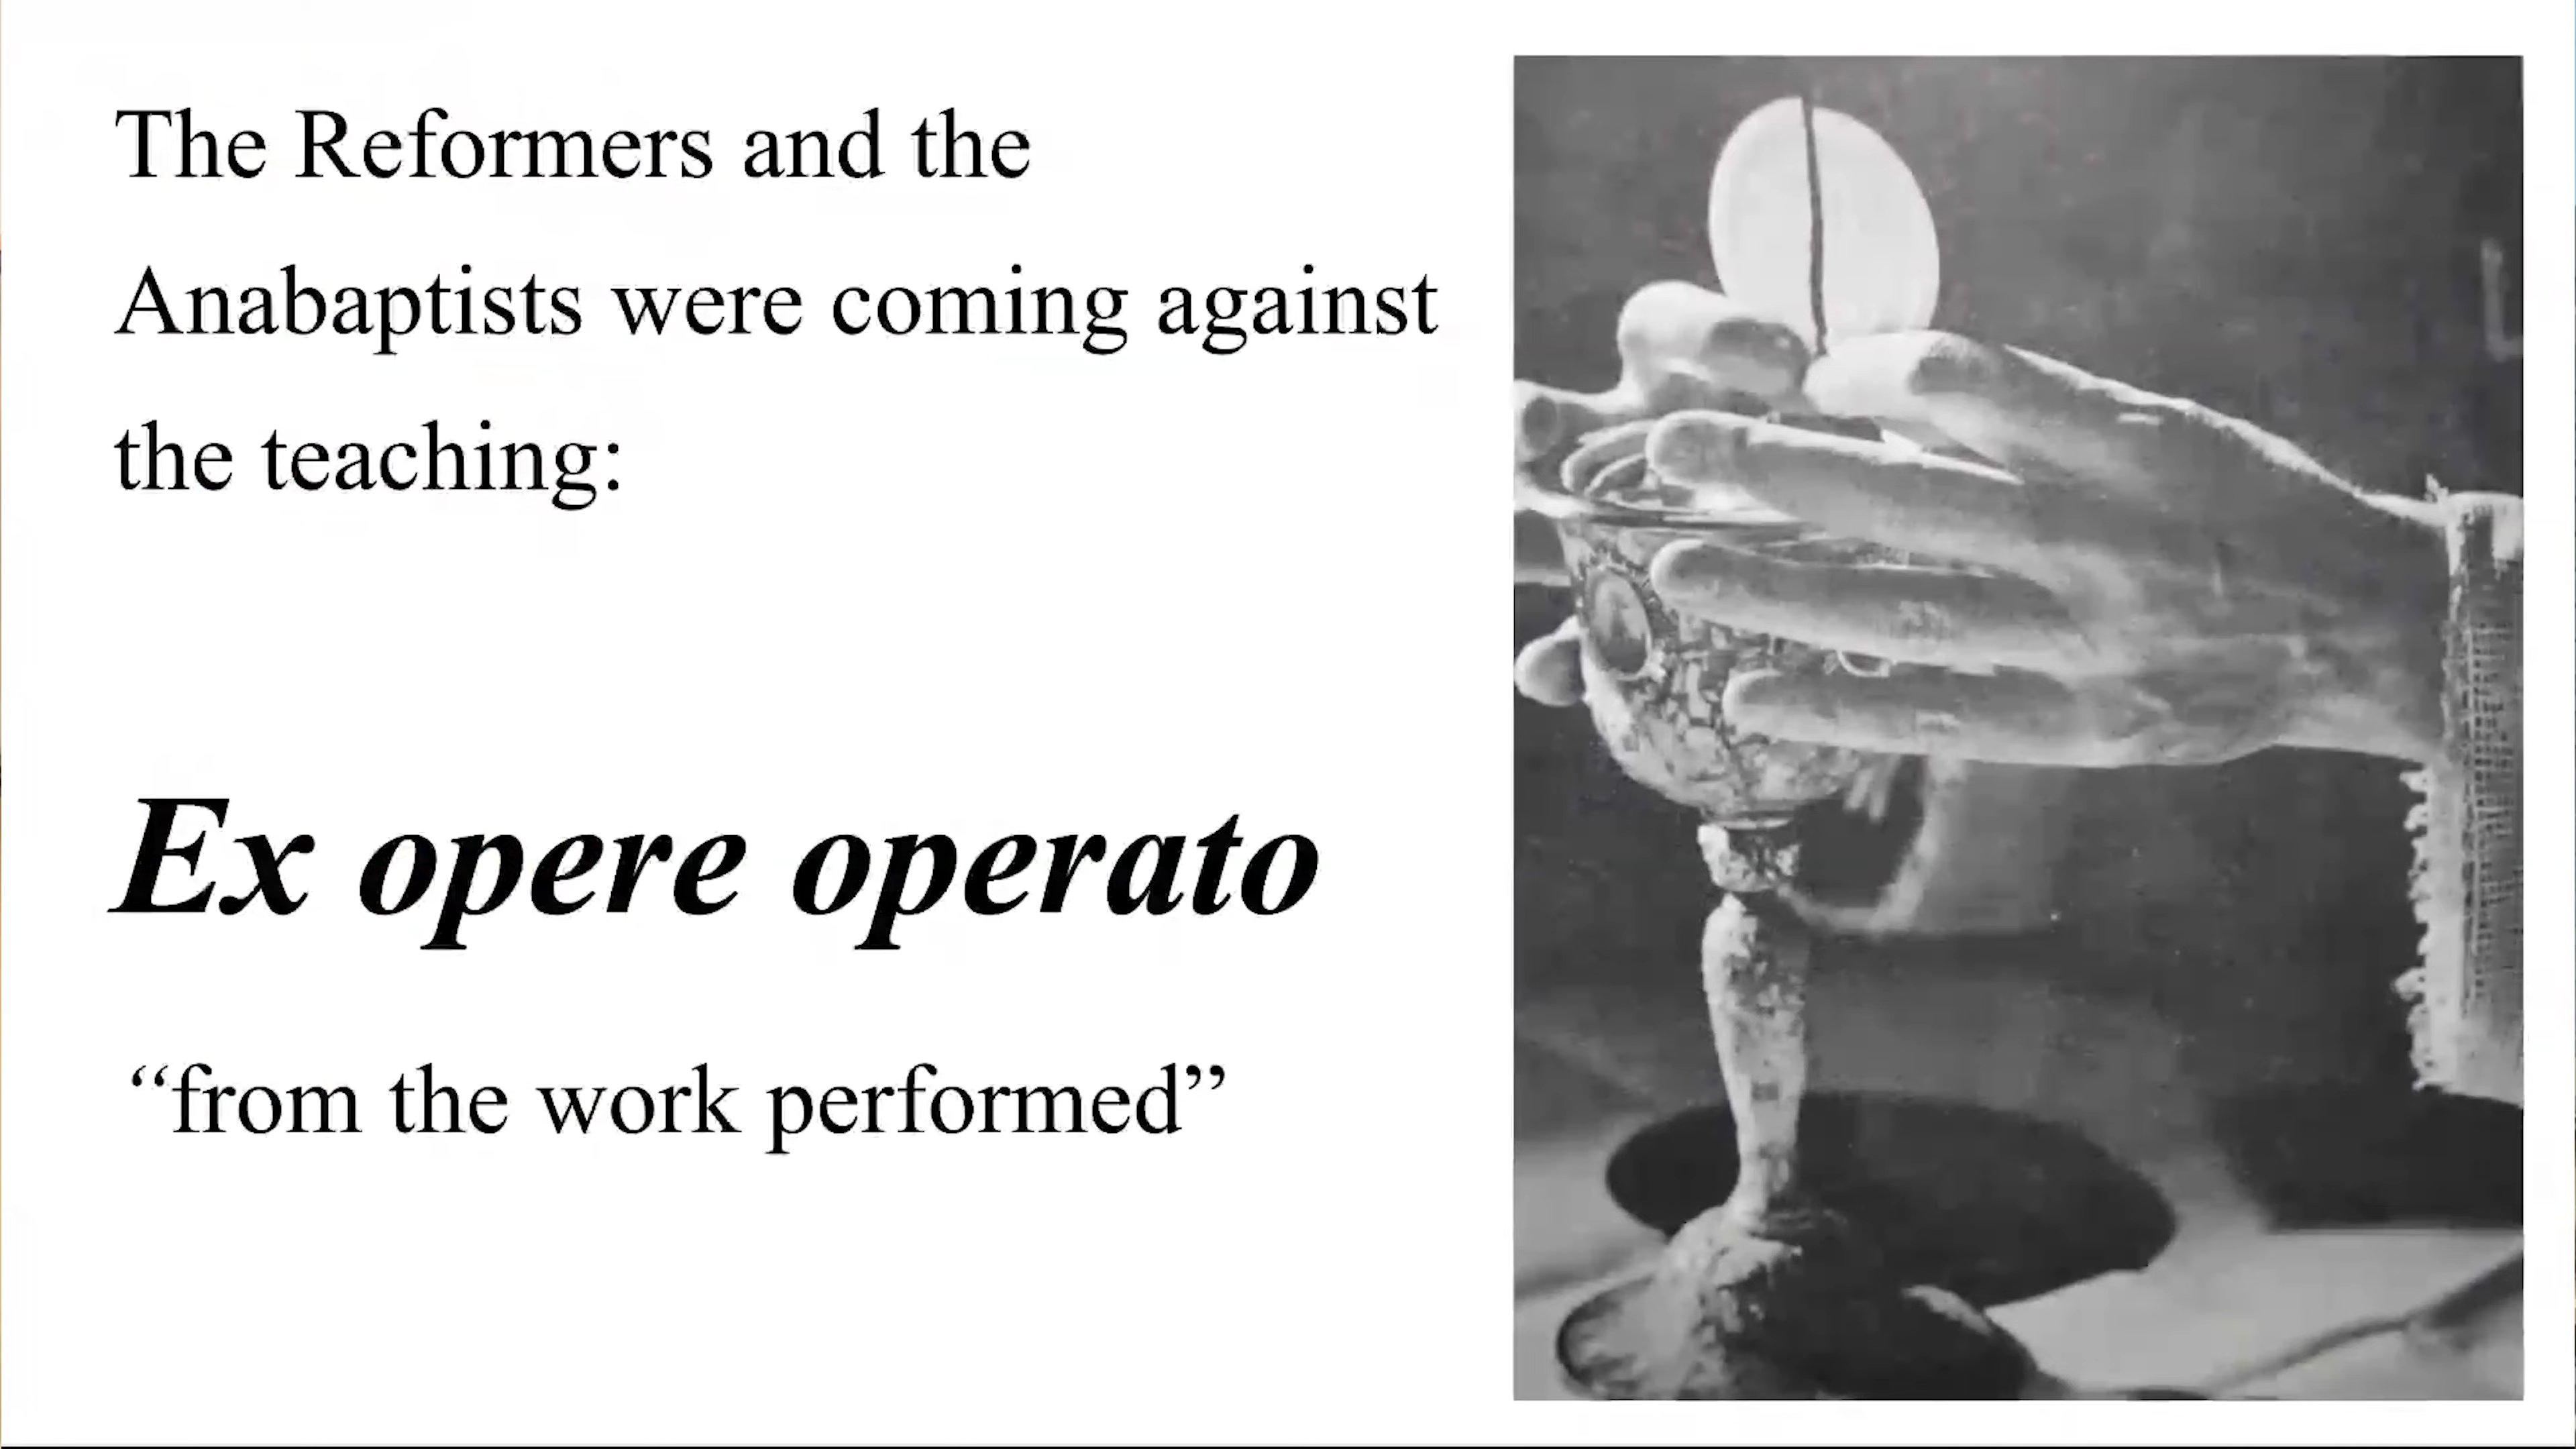 The Reformers and the
Anabaptists were coming against
the teaching:
Ex opere operato
“from the work performed”